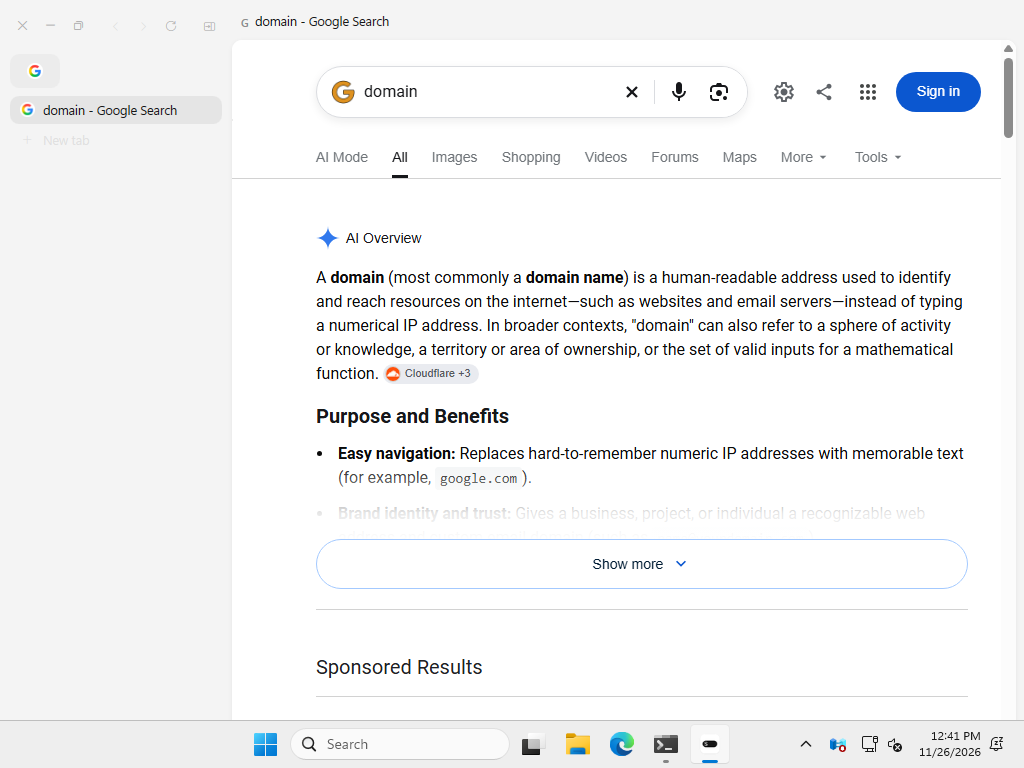 domain - Google Search
domain - Google Search
New tab
domain
Sign in
AI Mode All Images Shopping Videos Forums Maps More Tools
AI Overview
A domain (most commonly a domain name) is a human-readable address used to identify
and reach resources on the internet—such as websites and email servers—instead of typing
a numerical IP address. In broader contexts, "domain" can also refer to a sphere of activity
or knowledge, a territory or area of ownership, or the set of valid inputs for a mathematical
function. Cloudflare +3
Purpose and Benefits
• Easy navigation: Replaces hard-to-remember numeric IP addresses with memorable text
(for example, google.com).
• Brand identity and trust: Gives a business, project, or individual a recognizable web
Show more
Sponsored Results
Search
12:41 PM
11/26/2026